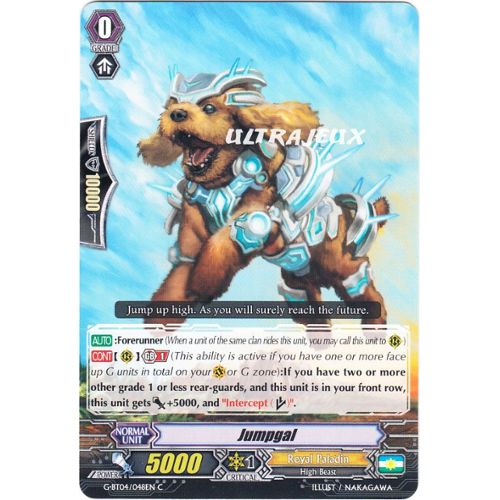 0
GRADE
SHIELD
10000
ULTRAJEUX
Jump up high. As you will surely reach the future.
AUTO :Forerunner (When a unit of the same clan rides this unit, you may call this unit to )
CONT [ ] GB 1 (This ability is active if you have one or more face
up G units in total on your or G zone):If you have two or more
other grade 1 or less rear-guards, and this unit is in your front row,
this unit gets +5000, and "Intercept ( )".
NORMAL
UNIT
Jumpgal
POWER
5000
1
CRITICAL
Royal Paladin
High Beast
G-BT04/048EN C
ILLUST / NAKAGAWA